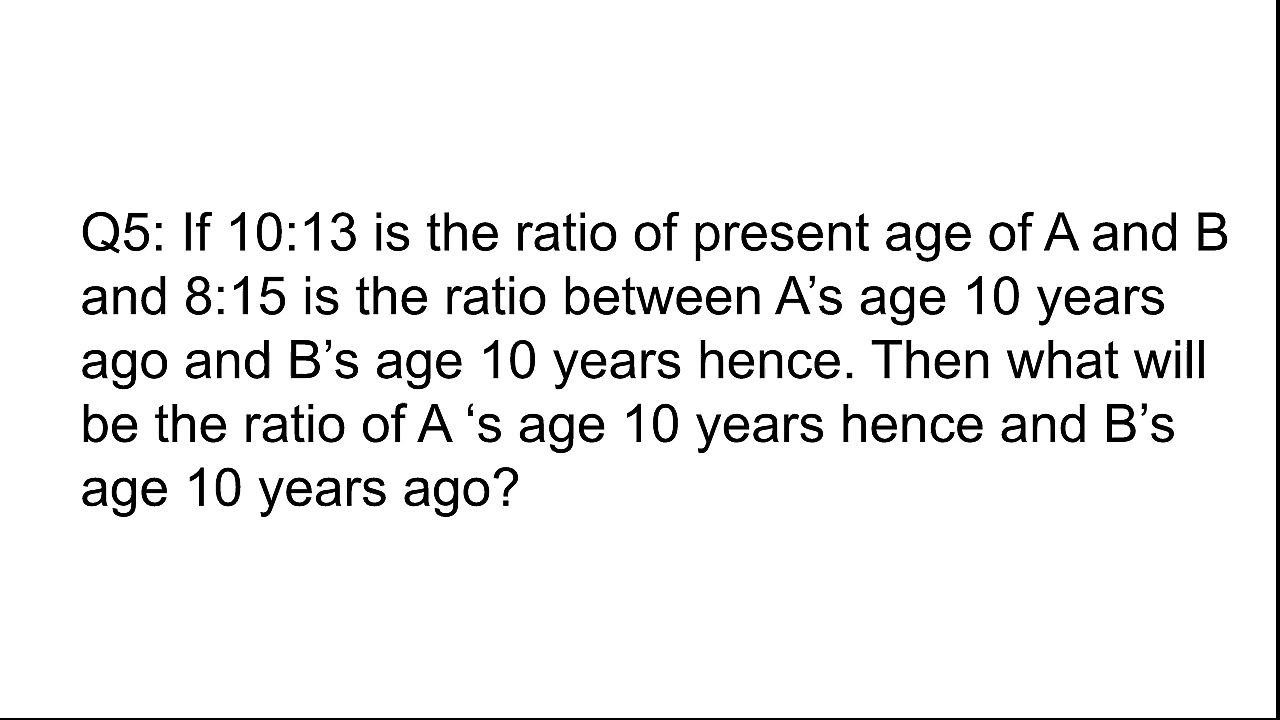 Q5: If 10:13 is the ratio of present age of A and B
and 8:15 is the ratio between A’s age 10 years
ago and B’s age 10 years hence. Then what will
be the ratio of A ‘s age 10 years hence and B’s
age 10 years ago?